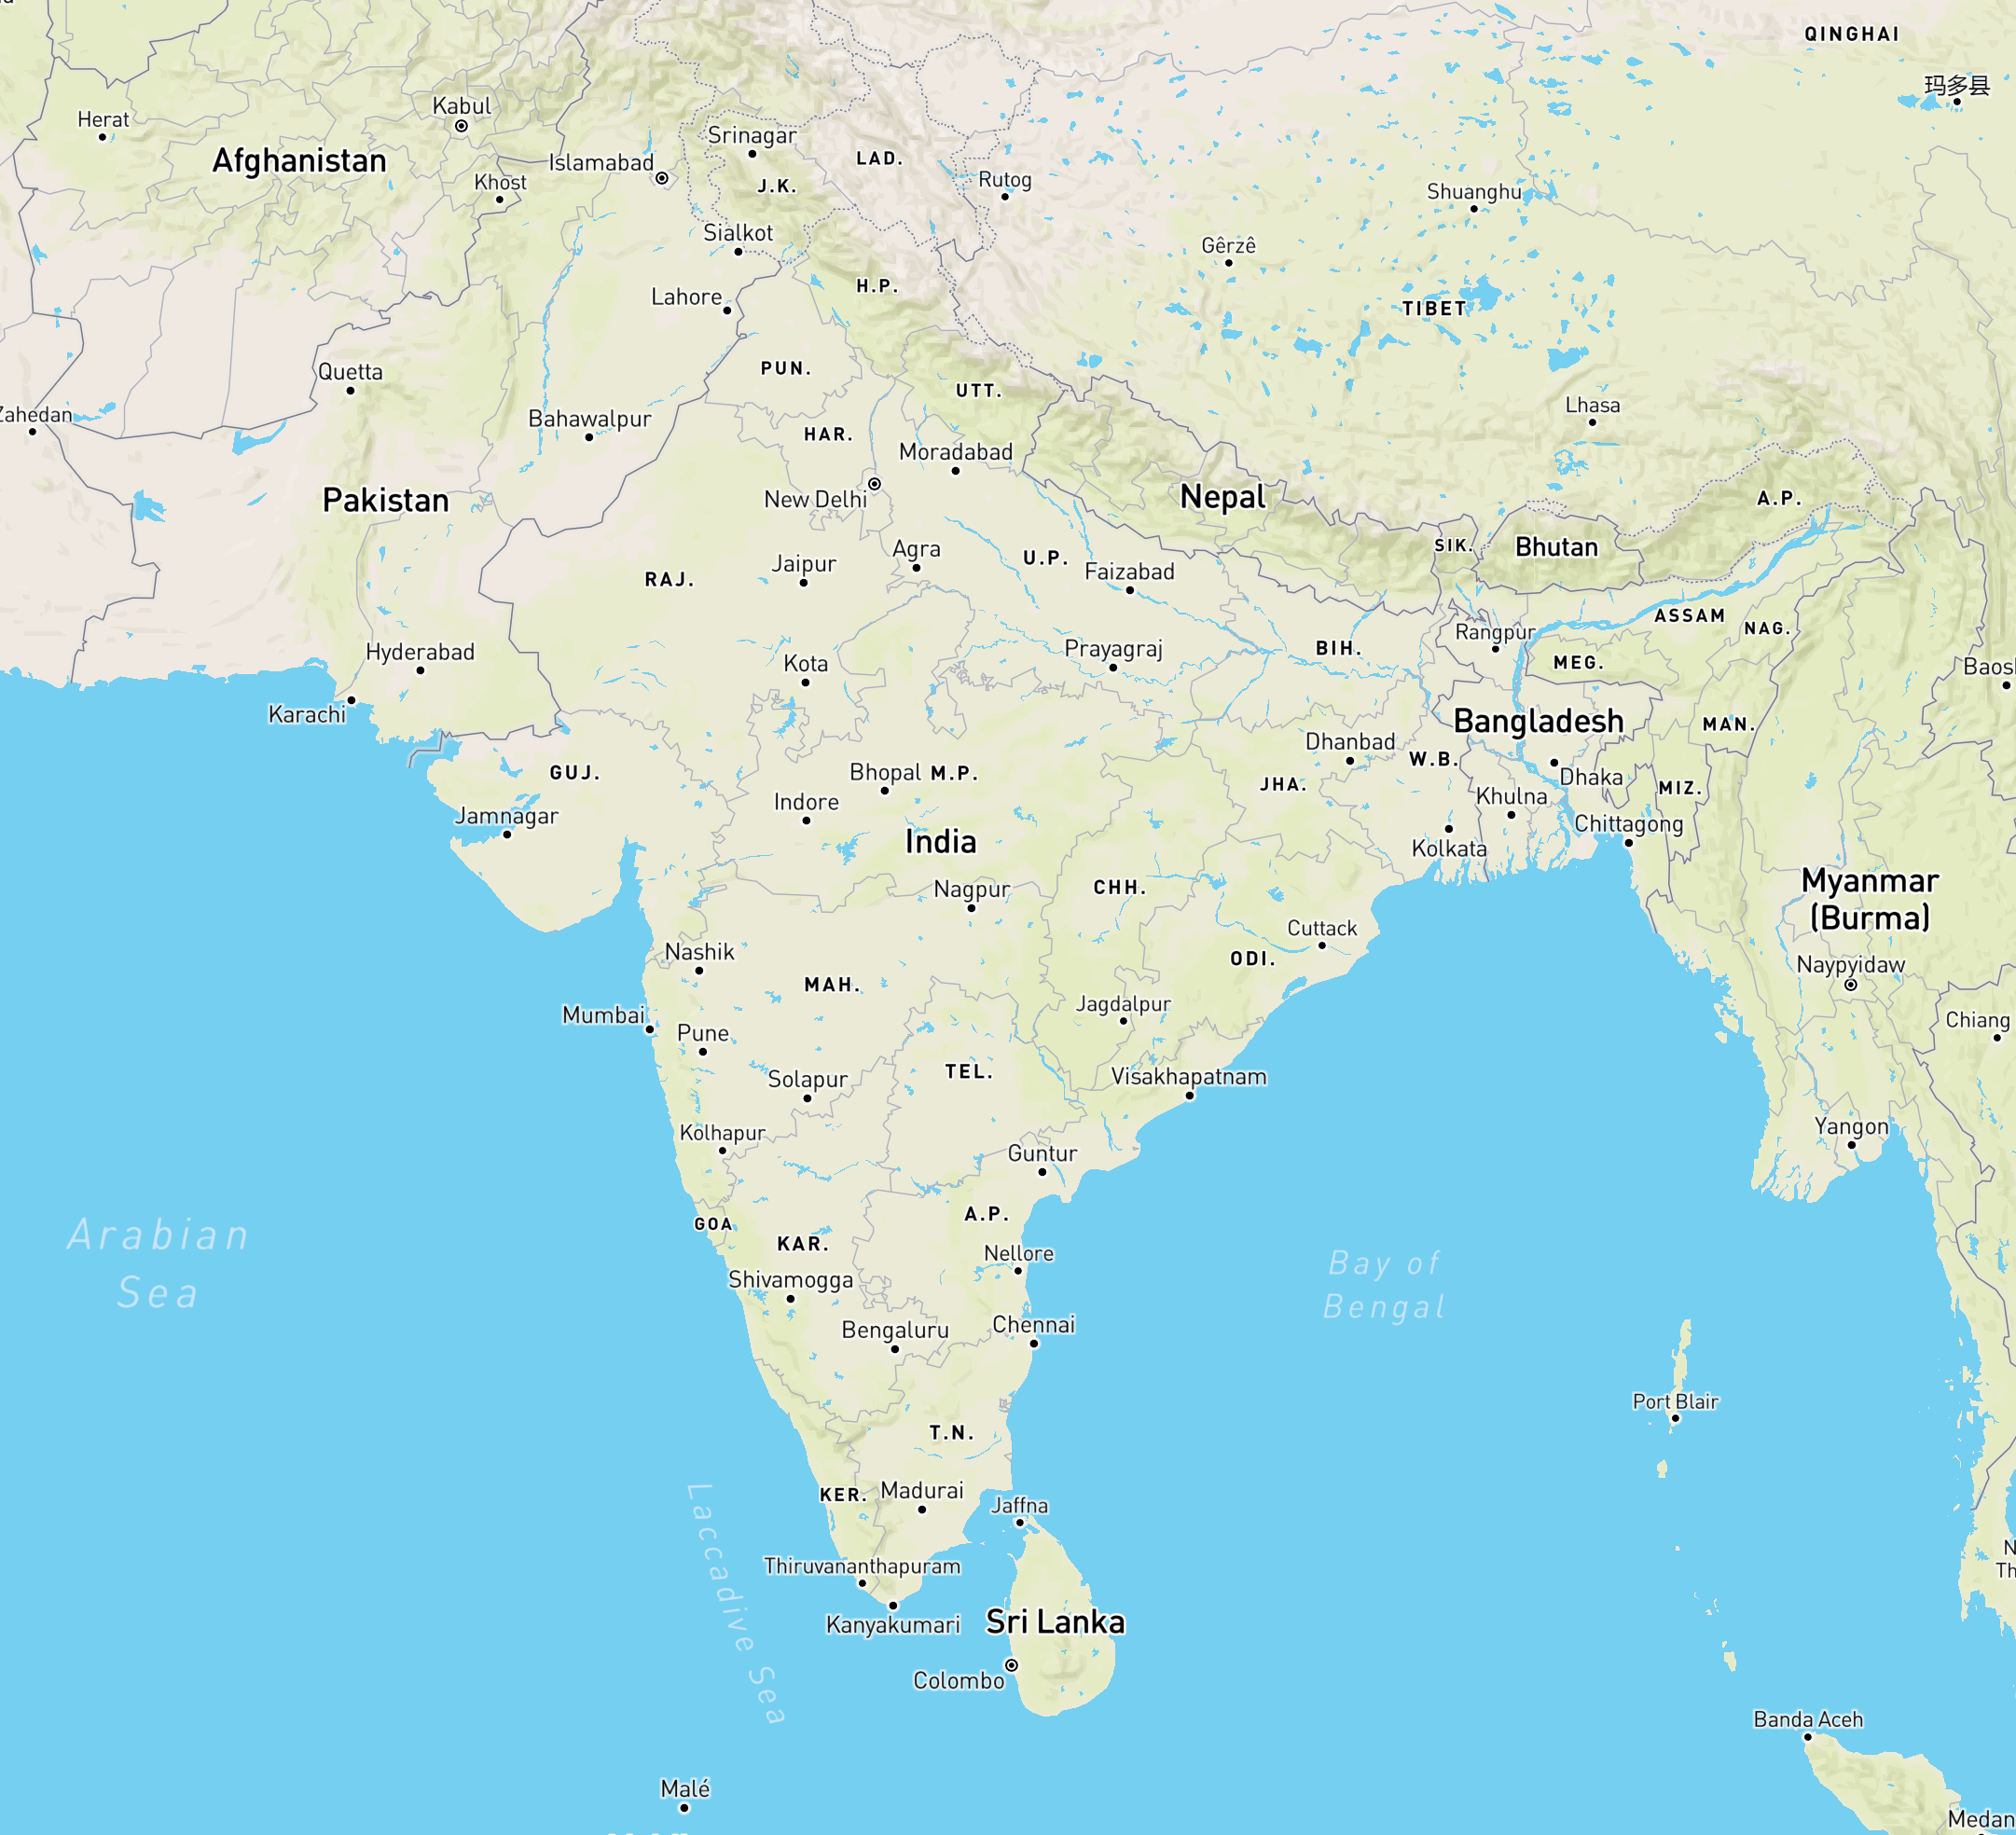 QINGHAI
玛多县
Herat
Kabul
Afghanistan
Khost
Islamabad
Srinagar
J.K.
LAD.
Rutog
Shuanghu
Sialkot
Gêrzê
H.P.
Lahore
TIBET
Quetta
PUN.
UTT.
Lhasa
Zahedan
Bahawalpur
HAR.
Moradabad
Pakistan
New Delhi
Nepal
A.P.
SIK.
Bhutan
Agra
U.P.
Faizabad
Jaipur
RAJ.
ASSAM
NAG.
Rangpur
Hyderabad
Kota
Prayagraj
BIH.
MEG.
Karachi
Bangladesh
MAN.
Dhanbad
W.B.
GUJ.
Bhopal
M.P.
JHA.
Dhaka
MIZ.
Khulna
Indore
Jamnagar
Chittagong
India
Kolkata
Nagpur
CHH.
Myanmar
(Burma)
Cuttack
Nashik
MAH.
ODI.
Naypyidaw
Jagdalpur
Mumbai
Pune
Chiang
Solapur
TEL.
Visakhapatnam
Kolhapur
Guntur
Yangon
GOA
A.P.
Arabian
Sea
KAR.
Nellore
Bay of
Bengal
Shivamogga
Bengaluru
Chennai
Port Blair
T.N.
KER.
Madurai
Jaffna
Laccadive Sea
Thiruvananthapuram
Kanyakumari
Sri Lanka
Colombo
Banda Aceh
Malé
Medan